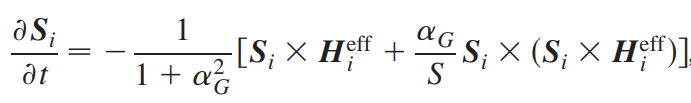 ∂S_i/∂t = − 1/(1 + α_G^2) [S_i × H_i^eff + α_G/S S_i × (S_i × H_i^eff)],